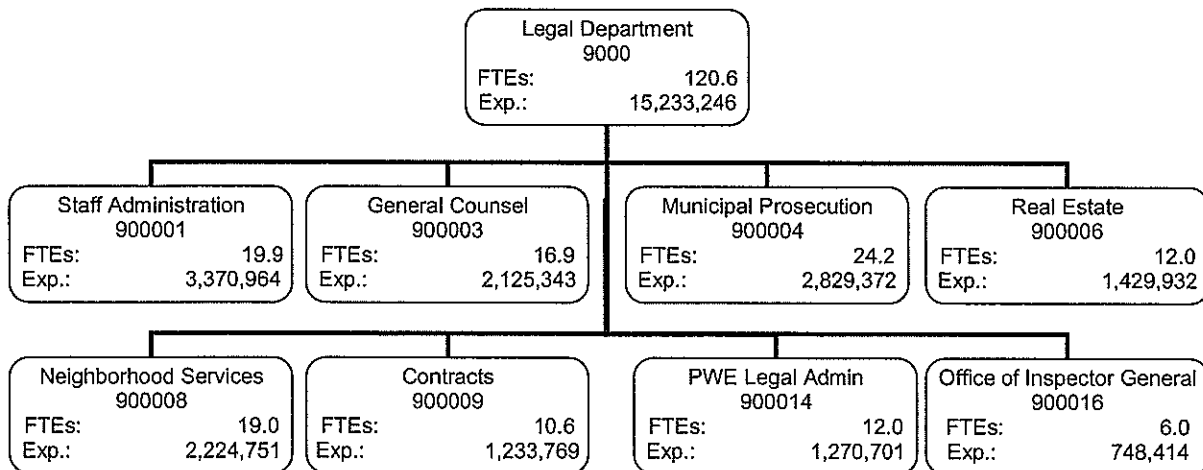 Legal Department
9000
FTEs: 120.6
Exp.: 15,233,246
Staff Administration
900001
FTEs: 19.9
Exp.: 3,370,964
General Counsel
900003
FTEs: 16.9
Exp.: 2,125,343
Municipal Prosecution
900004
FTEs: 24.2
Exp.: 2,829,372
Real Estate
900006
FTEs: 12.0
Exp.: 1,429,932
Neighborhood Services
900008
FTEs: 19.0
Exp.: 2,224,751
Contracts
900009
FTEs: 10.6
Exp.: 1,233,769
PWE Legal Admin
900014
FTEs: 12.0
Exp.: 1,270,701
Office of Inspector General
900016
FTEs: 6.0
Exp.: 748,414